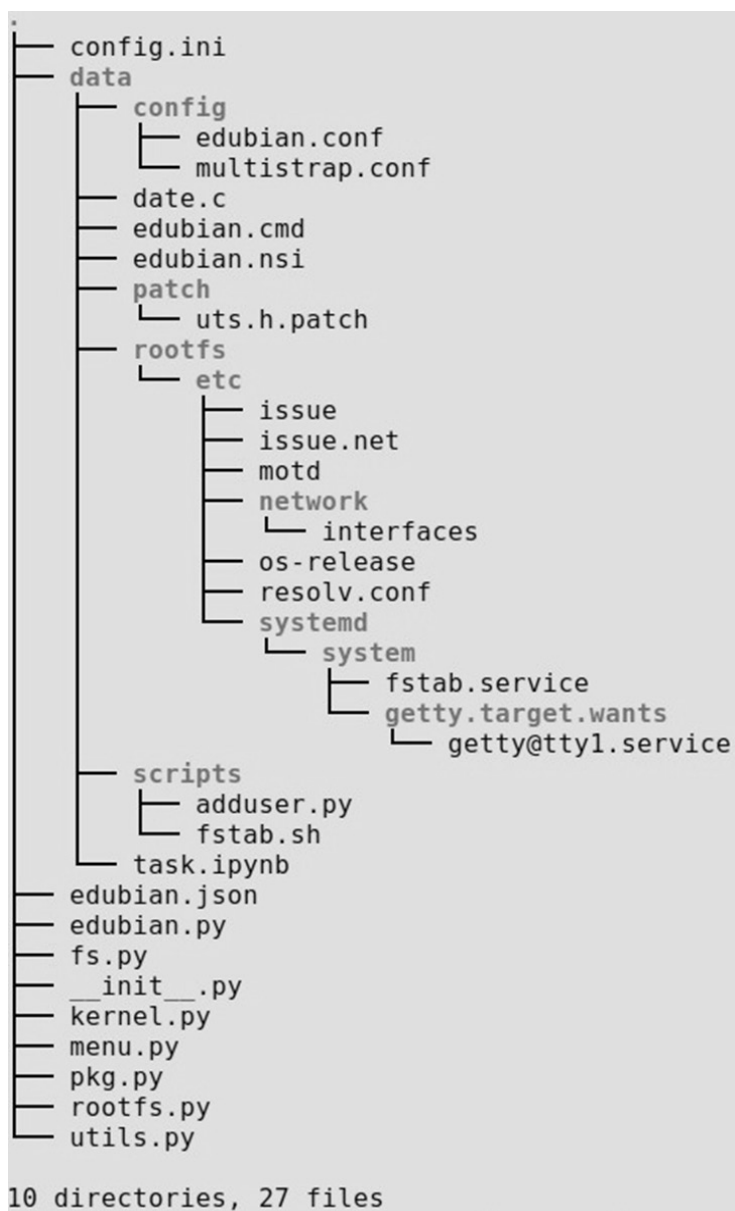 .
├── config.ini
├── data
│   ├── config
│   │   ├── edubian.conf
│   │   └── multistrap.conf
│   ├── date.c
│   ├── edubian.cmd
│   ├── edubian.nsi
│   ├── patch
│   │   └── uts.h.patch
│   ├── rootfs
│   │   └── etc
│   │       ├── issue
│   │       ├── issue.net
│   │       ├── motd
│   │       ├── network
│   │       │   └── interfaces
│   │       ├── os-release
│   │       ├── resolv.conf
│   │       └── systemd
│   │           └── system
│   │               ├── fstab.service
│   │               └── getty.target.wants
│   │                   └── getty@tty1.service
│   ├── scripts
│   │   ├── adduser.py
│   │   └── fstab.sh
│   └── task.ipynb
├── edubian.json
├── edubian.py
├── fs.py
├── __init__.py
├── kernel.py
├── menu.py
├── pkg.py
├── rootfs.py
└── utils.py
10 directories, 27 files